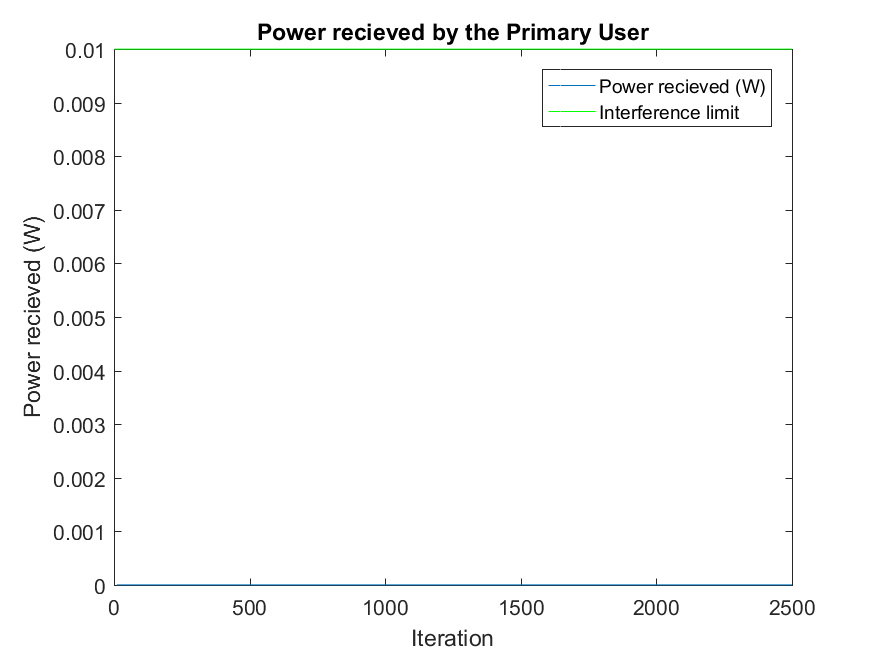 Power recieved by the Primary User
0.01
0.009
0.008
0.007
0.006
0.005
0.004
0.003
0.002
0.001
0
Power recieved (W)
Power recieved (W)
Interference limit
0 500 1000 1500 2000 2500
Iteration